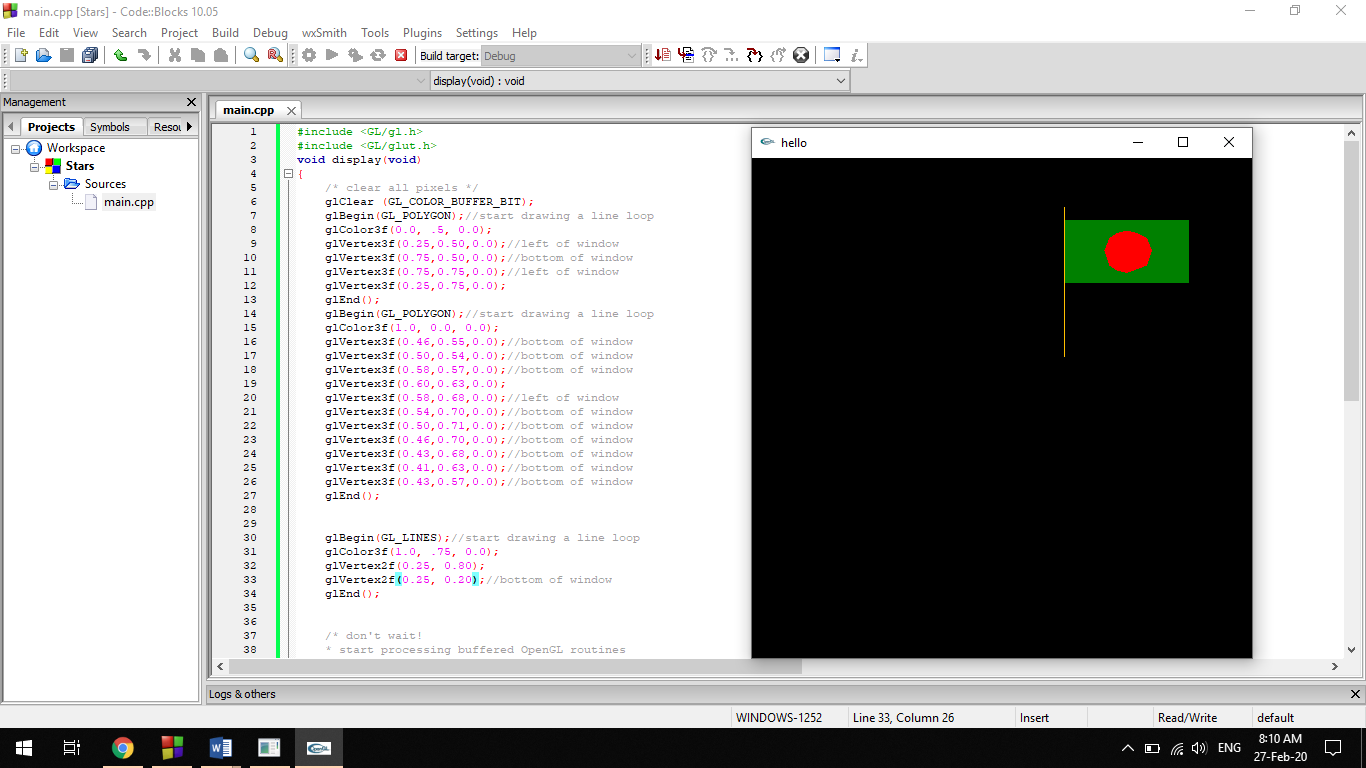 main.cpp [Stars] - Code::Blocks 10.05
File Edit View Search Project Build Debug wxSmith Tools Plugins Settings Help
Build target: Debug
display(void) : void
Management
Projects Symbols Resou
Workspace
Stars
Sources
main.cpp
main.cpp
1 #include <GL/gl.h>
2 #include <GL/glut.h>
3 void display(void)
4 {
5 /* clear all pixels */
6 glClear (GL_COLOR_BUFFER_BIT);
7 glBegin(GL_POLYGON);//start drawing a line loop
8 glColor3f(0.0, .5, 0.0);
9 glVertex3f(0.25,0.50,0.0);//left of window
10 glVertex3f(0.75,0.50,0.0);//bottom of window
11 glVertex3f(0.75,0.75,0.0);//left of window
12 glVertex3f(0.25,0.75,0.0);
13 glEnd();
14 glBegin(GL_POLYGON);//start drawing a line loop
15 glColor3f(1.0, 0.0, 0.0);
16 glVertex3f(0.46,0.55,0.0);//bottom of window
17 glVertex3f(0.50,0.54,0.0);//bottom of window
18 glVertex3f(0.58,0.57,0.0);//bottom of window
19 glVertex3f(0.60,0.63,0.0);
20 glVertex3f(0.58,0.68,0.0);//left of window
21 glVertex3f(0.54,0.70,0.0);//bottom of window
22 glVertex3f(0.50,0.71,0.0);//bottom of window
23 glVertex3f(0.46,0.70,0.0);//bottom of window
24 glVertex3f(0.43,0.68,0.0);//bottom of window
25 glVertex3f(0.41,0.63,0.0);//bottom of window
26 glVertex3f(0.43,0.57,0.0);//bottom of window
27 glEnd();
28
29
30 glBegin(GL_LINES);//start drawing a line loop
31 glColor3f(1.0, .75, 0.0);
32 glVertex2f(0.25, 0.80);
33 glVertex2f(0.25, 0.20);//bottom of window
34 glEnd();
35
36
37 /* don't wait!
38 * start processing buffered OpenGL routines
hello
Logs & others
WINDOWS-1252 Line 33, Column 26 Insert Read/Write default
ENG
8:10 AM
27-Feb-20